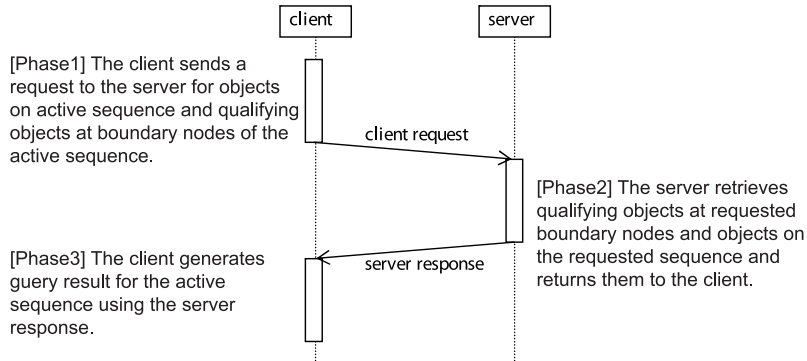 client
server
[Phase1] The client sends a
request to the server for objects
on active sequence and qualifying
objects at boundary nodes of the
active sequence.
client request
[Phase2] The server retrieves
qualifying objects at requested
boundary nodes and objects on
the requested sequence and
returns them to the client.
[Phase3] The client generates
guery result for the active
sequence using the server
response.
server response